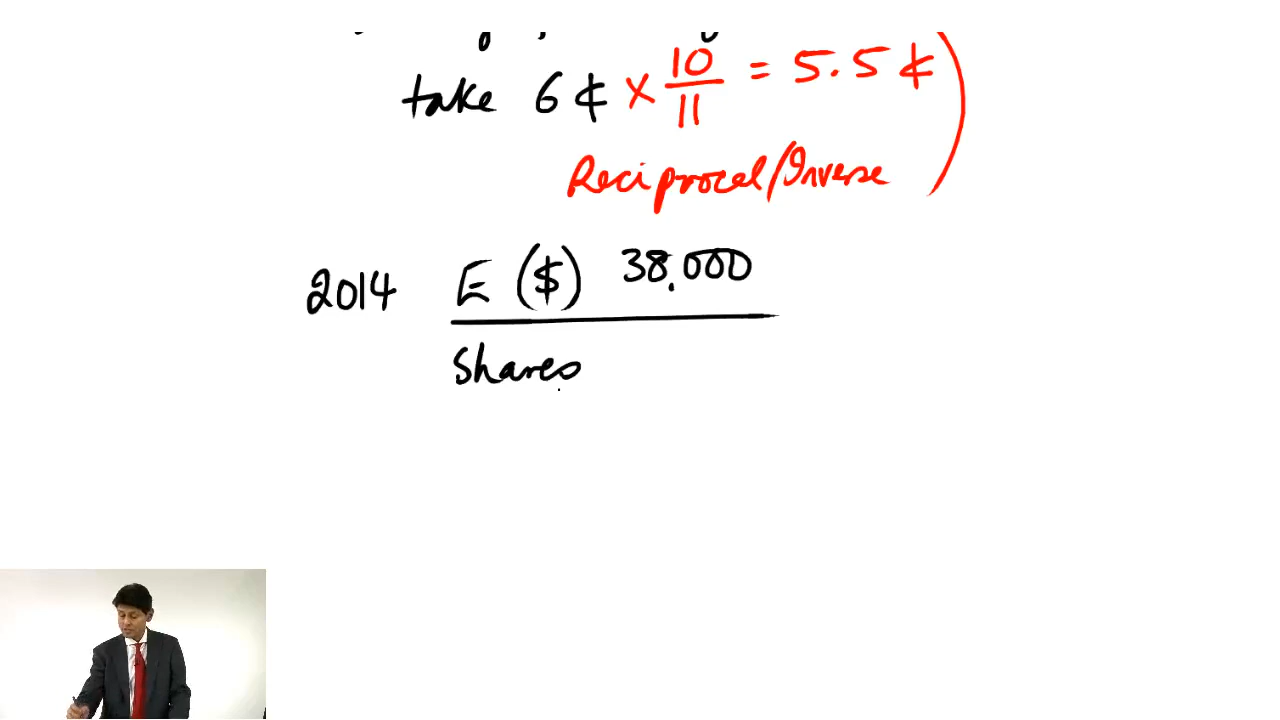 take 6 ¢ × 10/11 = 5.5 ¢)
Reciprocal/Inverse
2014 E ($) 38,000
Shares